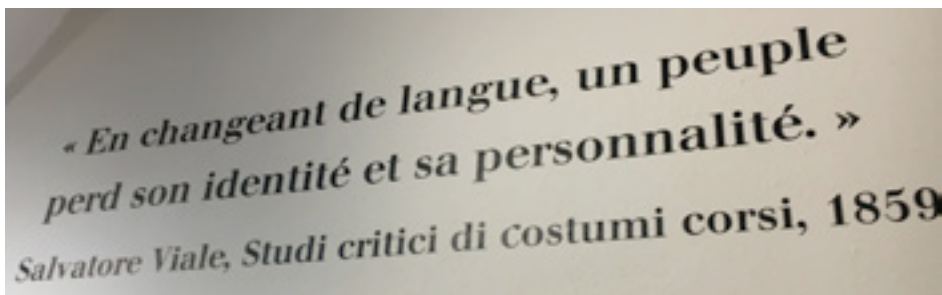 « En changeant de langue, un peuple
perd son identité et sa personnalité. »
Salvatore Viale, Studi critici di costumi corsi, 1859